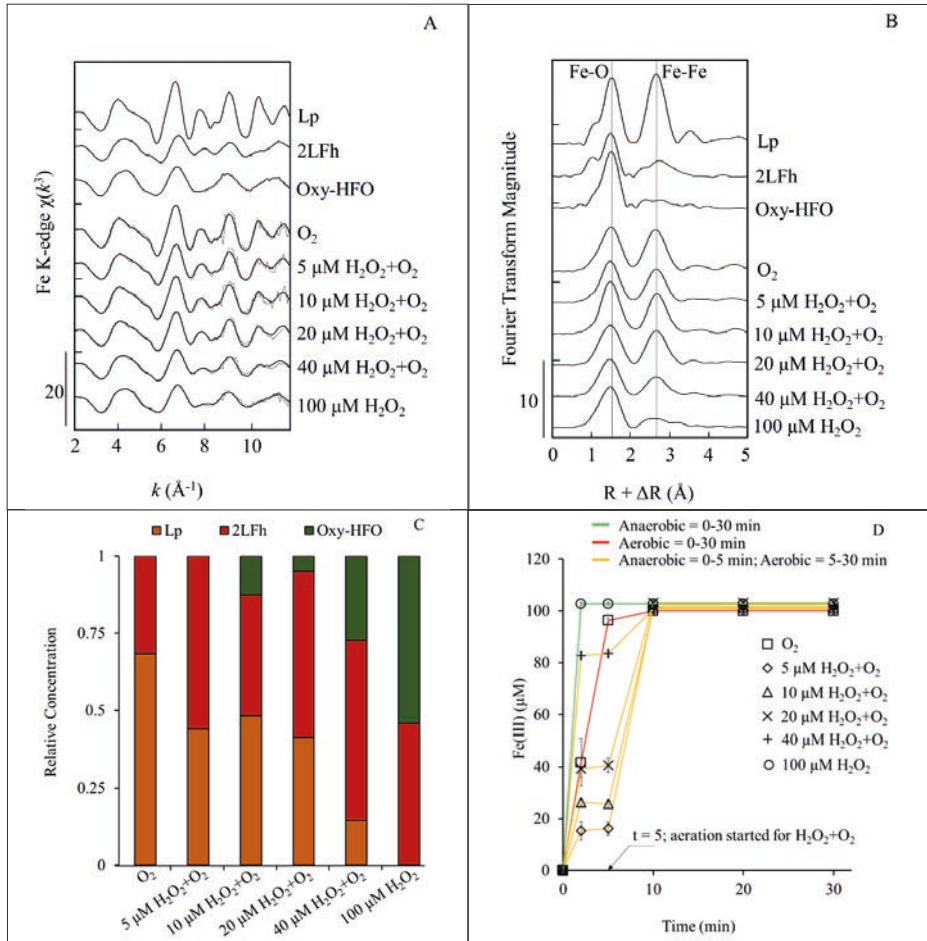 A
Fe K-edge χ(k³)
Lp
2LFh
Oxy-HFO
O₂
5 µM H₂O₂+O₂
10 µM H₂O₂+O₂
20 µM H₂O₂+O₂
40 µM H₂O₂+O₂
100 µM H₂O₂
20
2 4 6 8 10
k (Å⁻¹)
B
Fourier Transform Magnitude
Fe-O Fe-Fe
Lp
2LFh
Oxy-HFO
O₂
5 µM H₂O₂+O₂
10 µM H₂O₂+O₂
20 µM H₂O₂+O₂
40 µM H₂O₂+O₂
100 µM H₂O₂
10
0 1 2 3 4 5
R + ΔR (Å)
C
Lp 2LFh Oxy-HFO
Relative Concentration
1
0.75
0.5
0.25
0
O₂
5 µM H₂O₂+O₂
10 µM H₂O₂+O₂
20 µM H₂O₂+O₂
40 µM H₂O₂+O₂
100 µM H₂O₂
D
Anaerobic = 0-30 min
Aerobic = 0-30 min
Anaerobic = 0-5 min; Aerobic = 5-30 min
Fe(III) (µM)
120
100
80
60
40
20
0
O₂
5 µM H₂O₂+O₂
10 µM H₂O₂+O₂
20 µM H₂O₂+O₂
40 µM H₂O₂+O₂
100 µM H₂O₂
t = 5; aeration started for H₂O₂+O₂
0 10 20 30
Time (min)